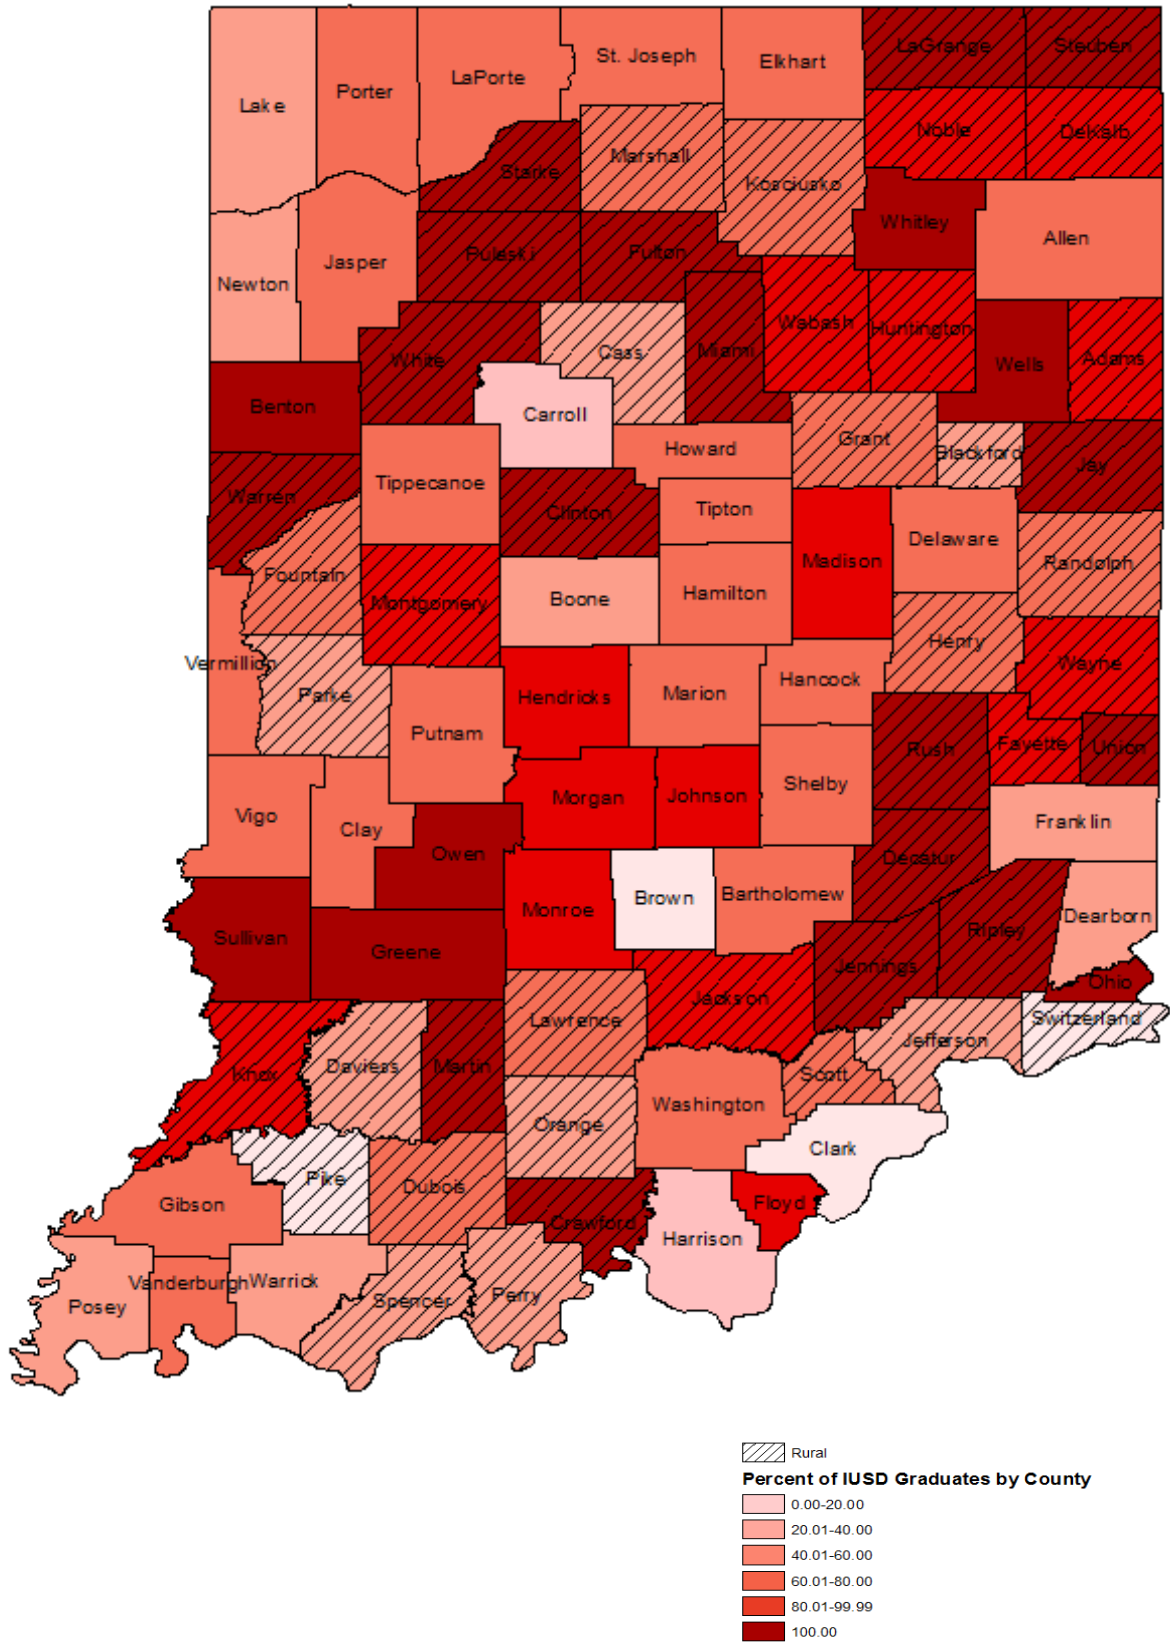 LaGrange
Steuben
St. Joseph
Elkhart
LaPorte
Porter
Lake
Noble
DeKalb
Marshall
Starke
Kosciusko
Whitley
Allen
Pulaski
Fulton
Jasper
Newton
Wabash
Huntington
Cass
Miami
White
Adams
Wells
Benton
Carroll
Grant
Howard
Blackford
Jay
Tippecanoe
Warren
Clinton
Tipton
Delaware
Madison
Randolph
Fountain
Hamilton
Boone
Montgomery
Henry
Vermillion
Wayne
Hancock
Marion
Parke
Hendricks
Putnam
Fayette
Union
Rush
Shelby
Johnson
Morgan
Vigo
Franklin
Clay
Owen
Decatur
Bartholomew
Brown
Monroe
Dearborn
Ripley
Sullivan
Greene
Jennings
Ohio
Jackson
Switzerland
Lawrence
Jefferson
Daviess
Martin
Knox
Scott
Washington
Orange
Clark
Pike
Dubois
Gibson
Floyd
Crawford
Harrison
Warrick
Vanderburgh
Perry
Spencer
Posey
Rural
Percent of IUSD Graduates by County
0.00-20.00
20.01-40.00
40.01-60.00
60.01-80.00
80.01-99.99
100.00